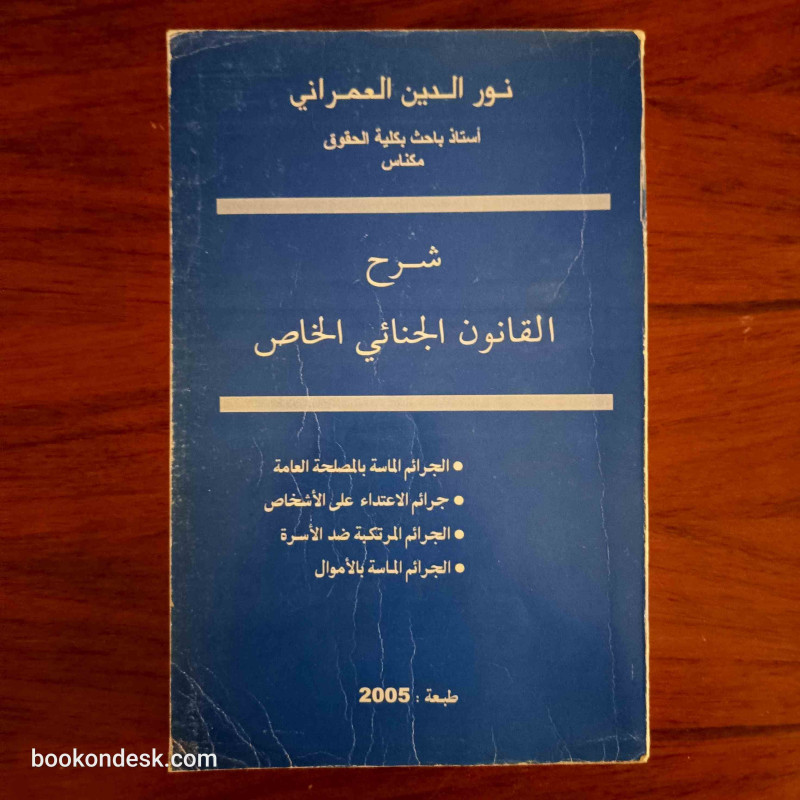 نور الدين العمراني
أستاذ باحث بكلية الحقوق
مكناس
شرح
القانون الجنائي الخاص
● الجرائم الماسة بالمصلحة العامة
● جرائم الاعتداء على الأشخاص
● الجرائم المرتكبة ضد الأسرة
● الجرائم الماسة بالأموال
طبعة : 2005
bookondesk.com